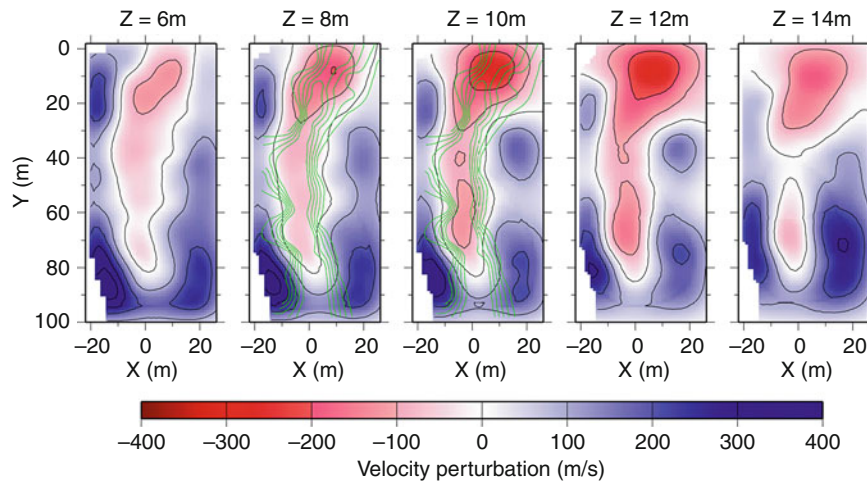 Z = 6m Z = 8m Z = 10m Z = 12m Z = 14m
0
20
40
60
80
100
Y (m)
–20 0 20 –20 0 20 –20 0 20 –20 0 20 –20 0 20
X (m) X (m) X (m) X (m) X (m)
–400 –300 –200 –100 0 100 200 300 400
Velocity perturbation (m/s)